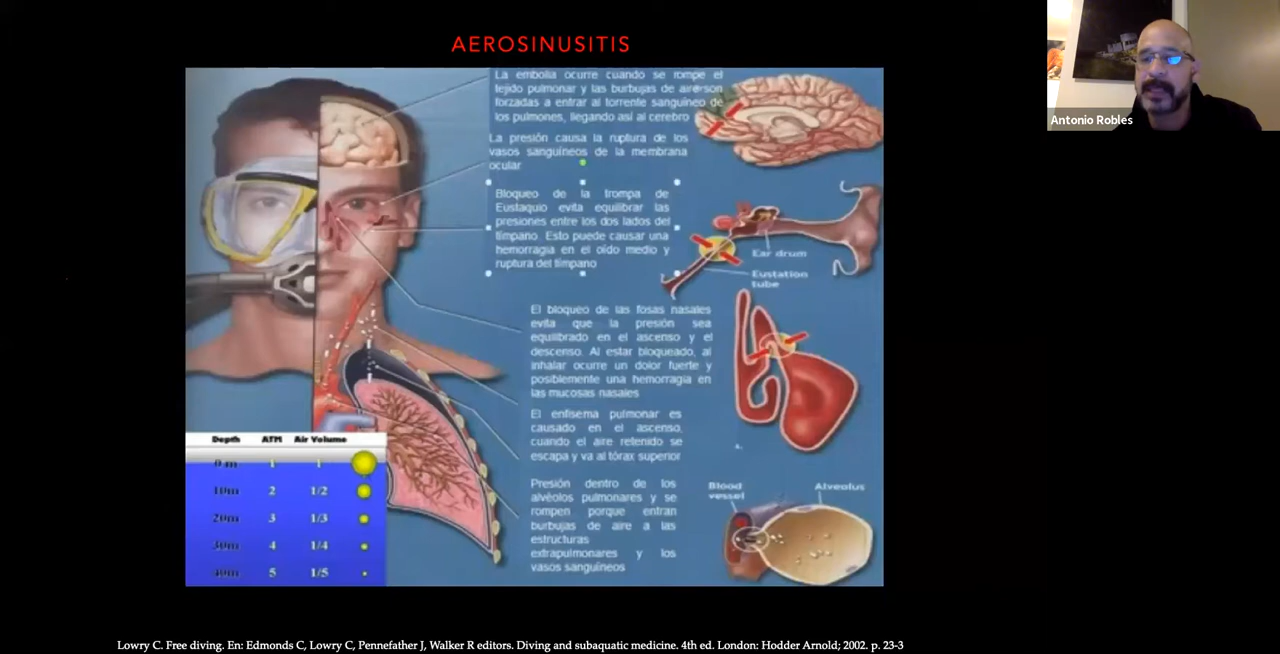 AEROSINUSITIS
Antonio Robles
La embolia ocurre cuando se rompe el
tejido pulmonar y las burbujas de aire son
forzadas a entrar al torrente sanguíneo de
los pulmones, llegando así al cerebro
La presión causa la ruptura de los
vasos sanguíneos de la membrana
ocular
Bloqueo de la trompa de
Eustaquio evita equilibrar las
presiones entre los dos lados del
tímpano. Esto puede causar una
hemorragia en el oído medio y
ruptura del tímpano
Ear drum
Eustation
tube
El bloqueo de las fosas nasales
evita que la presión sea
equilibrado en el ascenso y el
descenso. Al estar bloqueado, al
inhalar ocurre un dolor fuerte y
posiblemente una hemorragia en
las mucosas nasales
El enfisema pulmonar es
causado en el ascenso,
cuando el aire retenido se
escapa y va al tórax superior
Presión dentro de los
alvéolos pulmonares y se
rompen porque entran
burbujas de aire a las
estructuras
extrapulmonares y los
vasos sanguíneos
Blood
vessel
Alveolus
Depth ATM Air Volume
0 m 1 1
10m 2 1/2
20m 3 1/3
30m 4 1/4
40m 5 1/5
Lowry C. Free diving. En: Edmonds C, Lowry C, Pennefather J, Walker R editors. Diving and subaquatic medicine. 4th ed. London: Hodder Arnold; 2002. p. 23-3